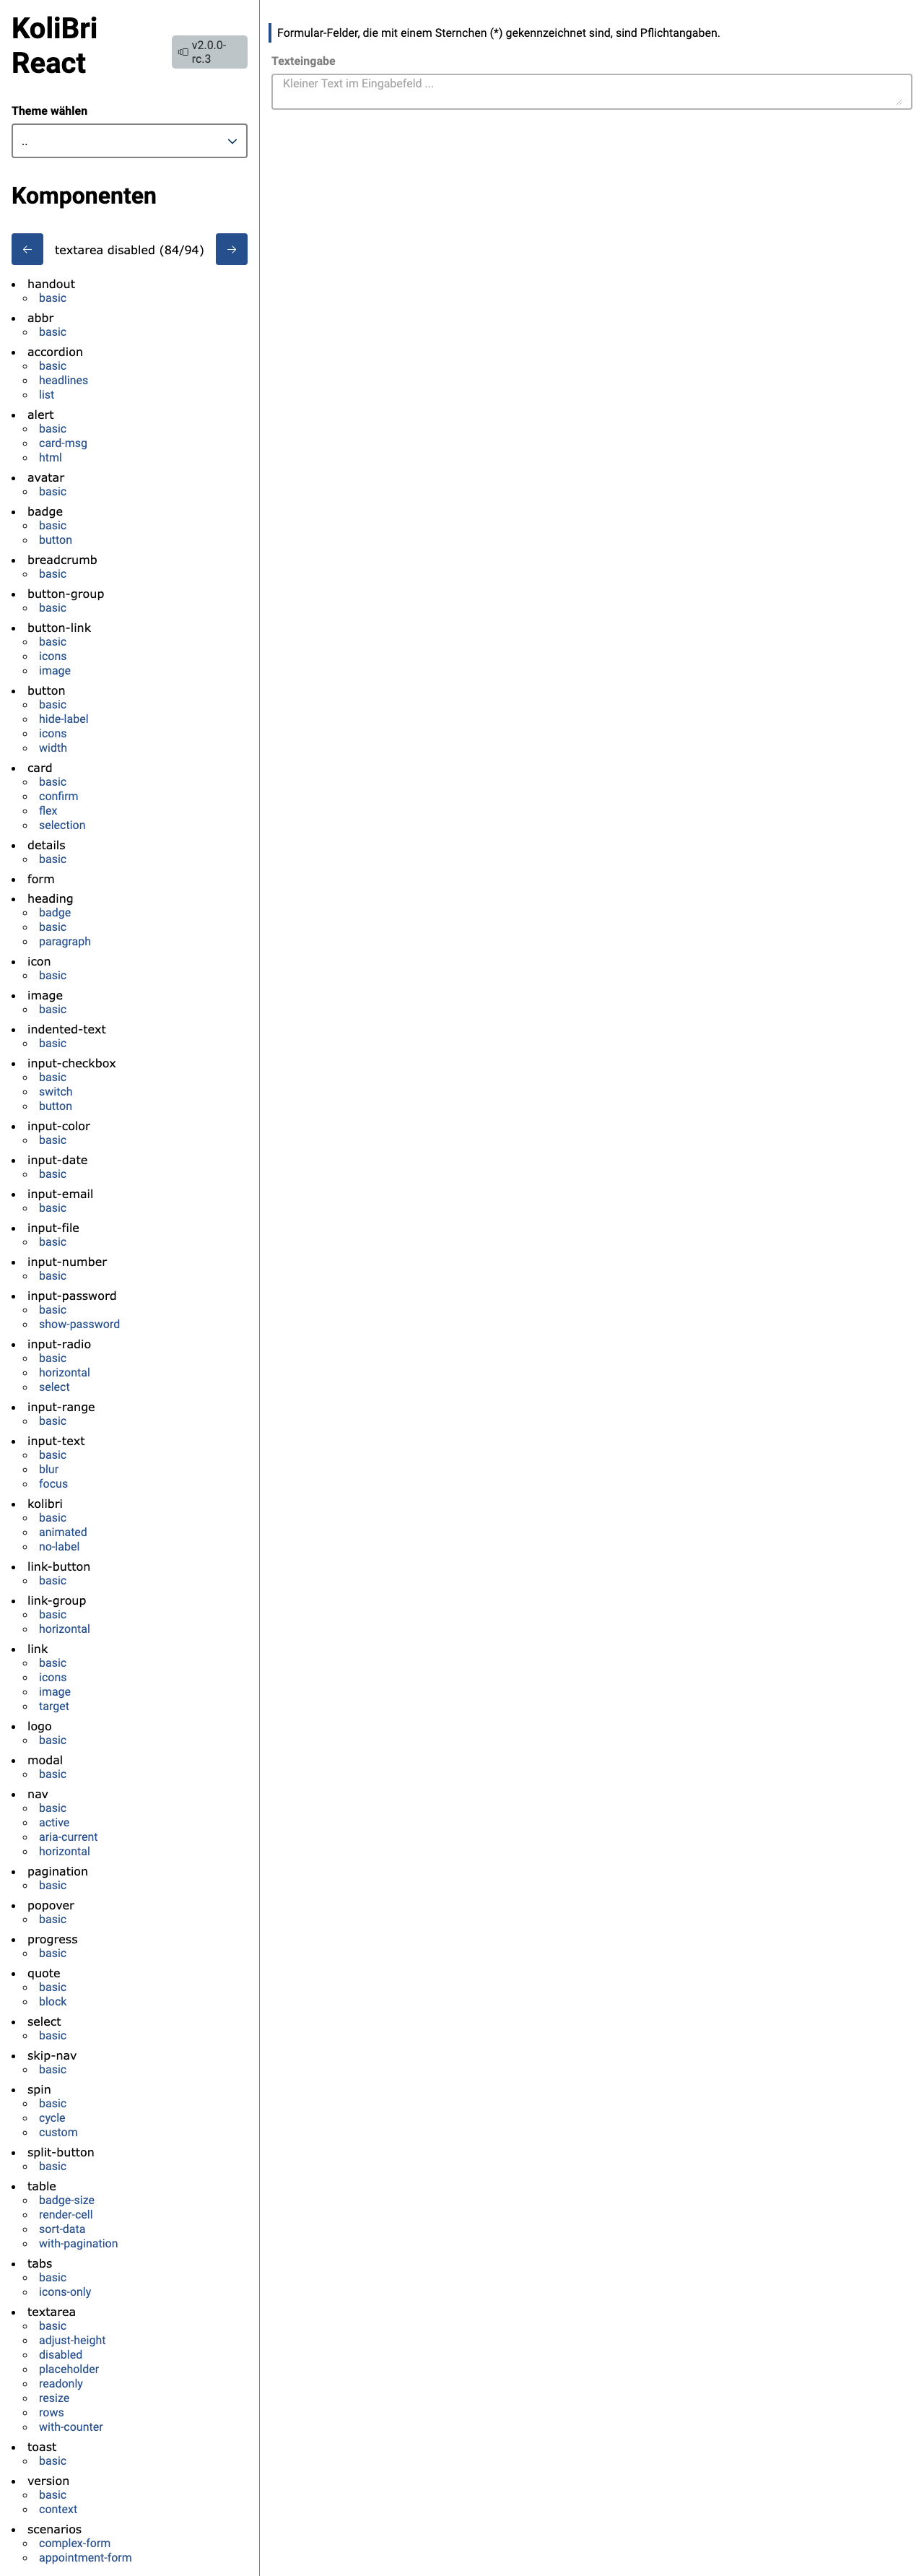 KoliBri
React
v2.0.0-
rc.3
Theme wählen
..
Komponenten
textarea disabled (84/94)
handout
basic
abbr
basic
accordion
basic
headlines
list
alert
basic
card-msg
html
avatar
basic
badge
basic
button
breadcrumb
basic
button-group
basic
button-link
basic
icons
image
button
basic
hide-label
icons
width
card
basic
confirm
flex
selection
details
basic
form
heading
badge
basic
paragraph
icon
basic
image
basic
indented-text
basic
input-checkbox
basic
switch
button
input-color
basic
input-date
basic
input-email
basic
input-file
basic
input-number
basic
input-password
basic
show-password
input-radio
basic
horizontal
select
input-range
basic
input-text
basic
blur
focus
kolibri
basic
animated
no-label
link-button
basic
link-group
basic
horizontal
link
basic
icons
image
target
logo
basic
modal
basic
nav
basic
active
aria-current
horizontal
pagination
basic
popover
basic
progress
basic
quote
basic
block
select
basic
skip-nav
basic
spin
basic
cycle
custom
split-button
basic
table
badge-size
render-cell
sort-data
with-pagination
tabs
basic
icons-only
textarea
basic
adjust-height
disabled
placeholder
readonly
resize
rows
with-counter
toast
basic
version
basic
context
scenarios
complex-form
appointment-form
Formular-Felder, die mit einem Sternchen (*) gekennzeichnet sind, sind Pflichtangaben.
Texteingabe
Kleiner Text im Eingabefeld ...